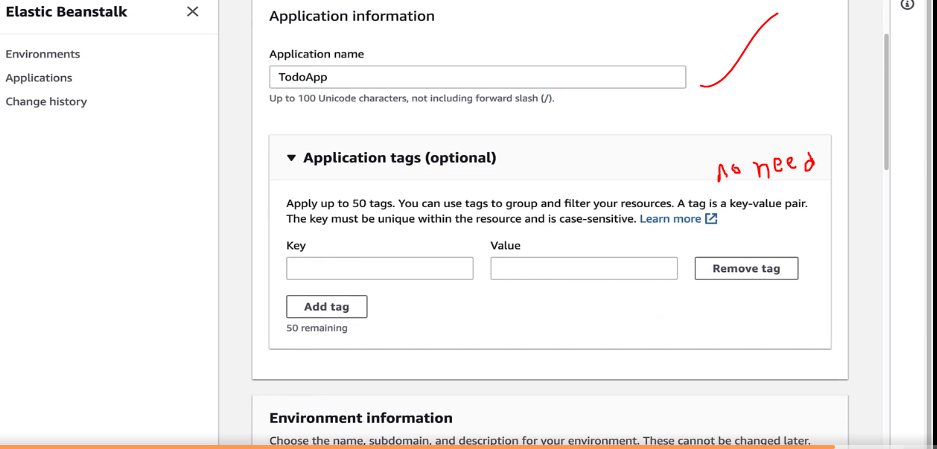 Elastic Beanstalk
Environments
Applications
Change history
Application information
Application name
TodoApp
Up to 100 Unicode characters, not including forward slash (/).
Application tags (optional)
no need
Apply up to 50 tags. You can use tags to group and filter your resources. A tag is a key-value pair.
The key must be unique within the resource and is case-sensitive. Learn more
Key Value
Remove tag
Add tag
50 remaining
Environment information
Choose the name, subdomain, and description for your environment. These cannot be changed later.